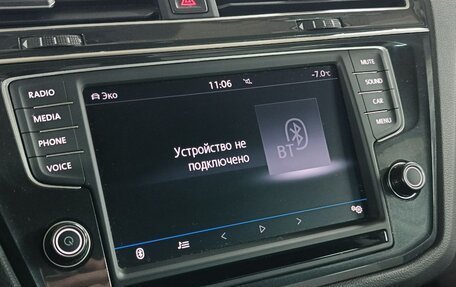 RADIO
MEDIA
PHONE
VOICE
Эко
11:06
-7.0°C
Устройство не
подключено
BT
MUTE
SOUND
CAR
MENU